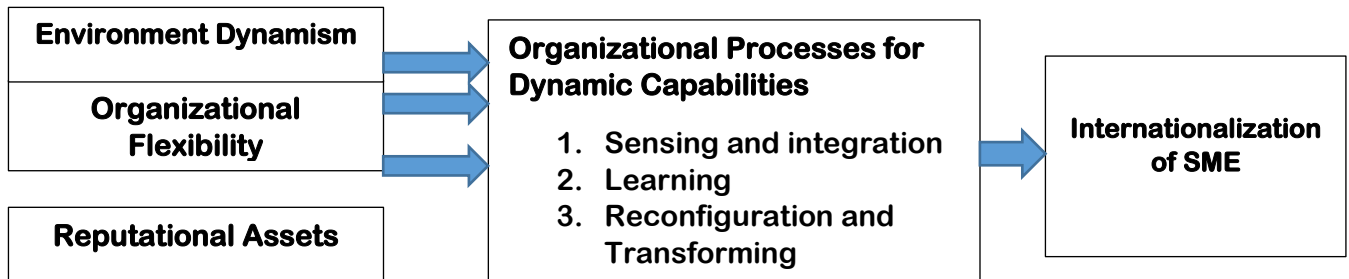 Environment Dynamism
Organizational
Flexibility
Reputational Assets
Organizational Processes for
Dynamic Capabilities
1. Sensing and integration
2. Learning
3. Reconfiguration and
Transforming
Internationalization
of SME